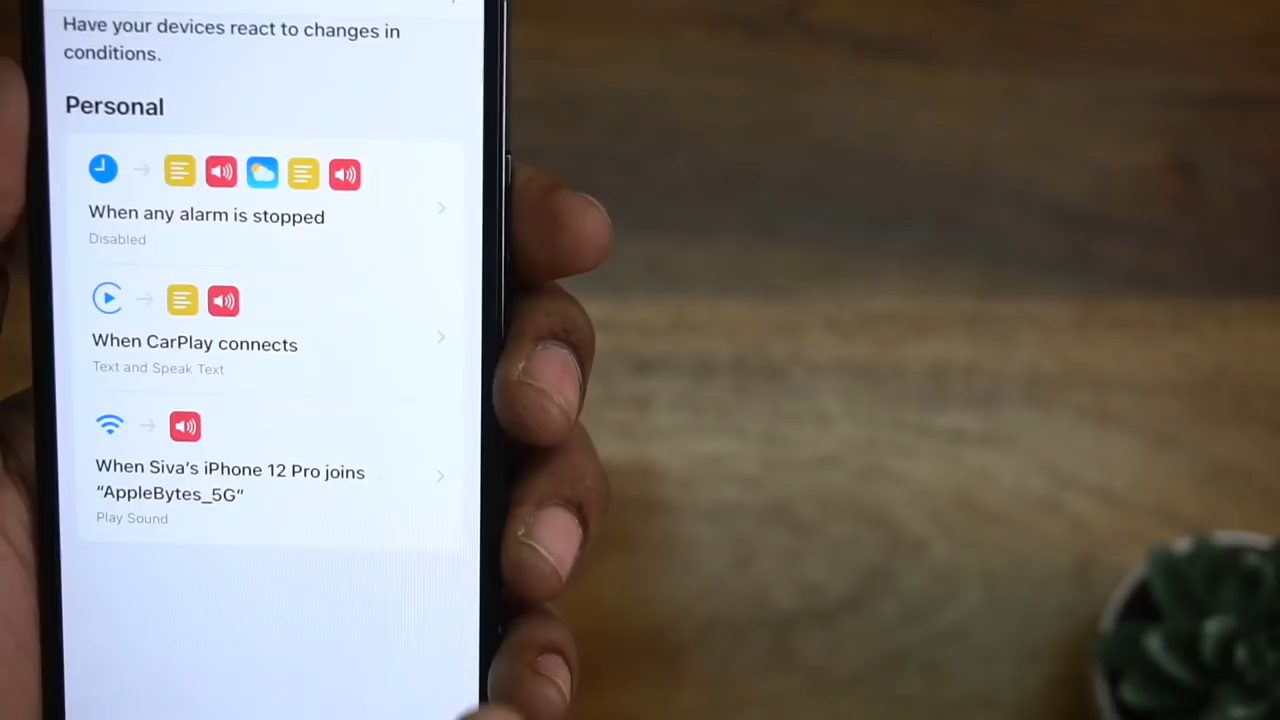 Have your devices react to changes in
conditions.
Personal
When any alarm is stopped
Disabled
When CarPlay connects
Text and Speak Text
When Siva's iPhone 12 Pro joins
“AppleBytes_5G”
Play Sound